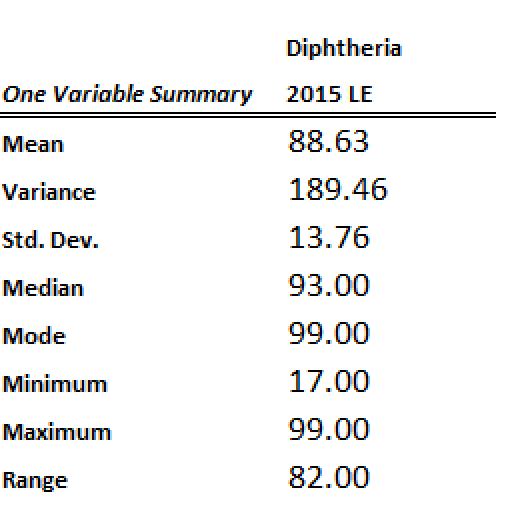 Diphtheria
One Variable Summary 2015 LE
Mean 88.63
Variance 189.46
Std. Dev. 13.76
Median 93.00
Mode 99.00
Minimum 17.00
Maximum 99.00
Range 82.00